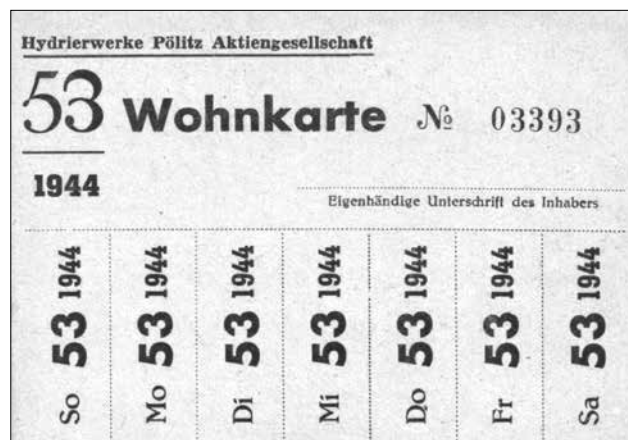 Hydrierwerke Pölitz Aktiengesellschaft
53 Wohnkarte № 03393
1944
Eigenhändige Unterschrift des Inhabers
So 53 1944
Mo 53 1944
Di 53 1944
Mi 53 1944
Do 53 1944
Fr 53 1944
Sa 53 1944